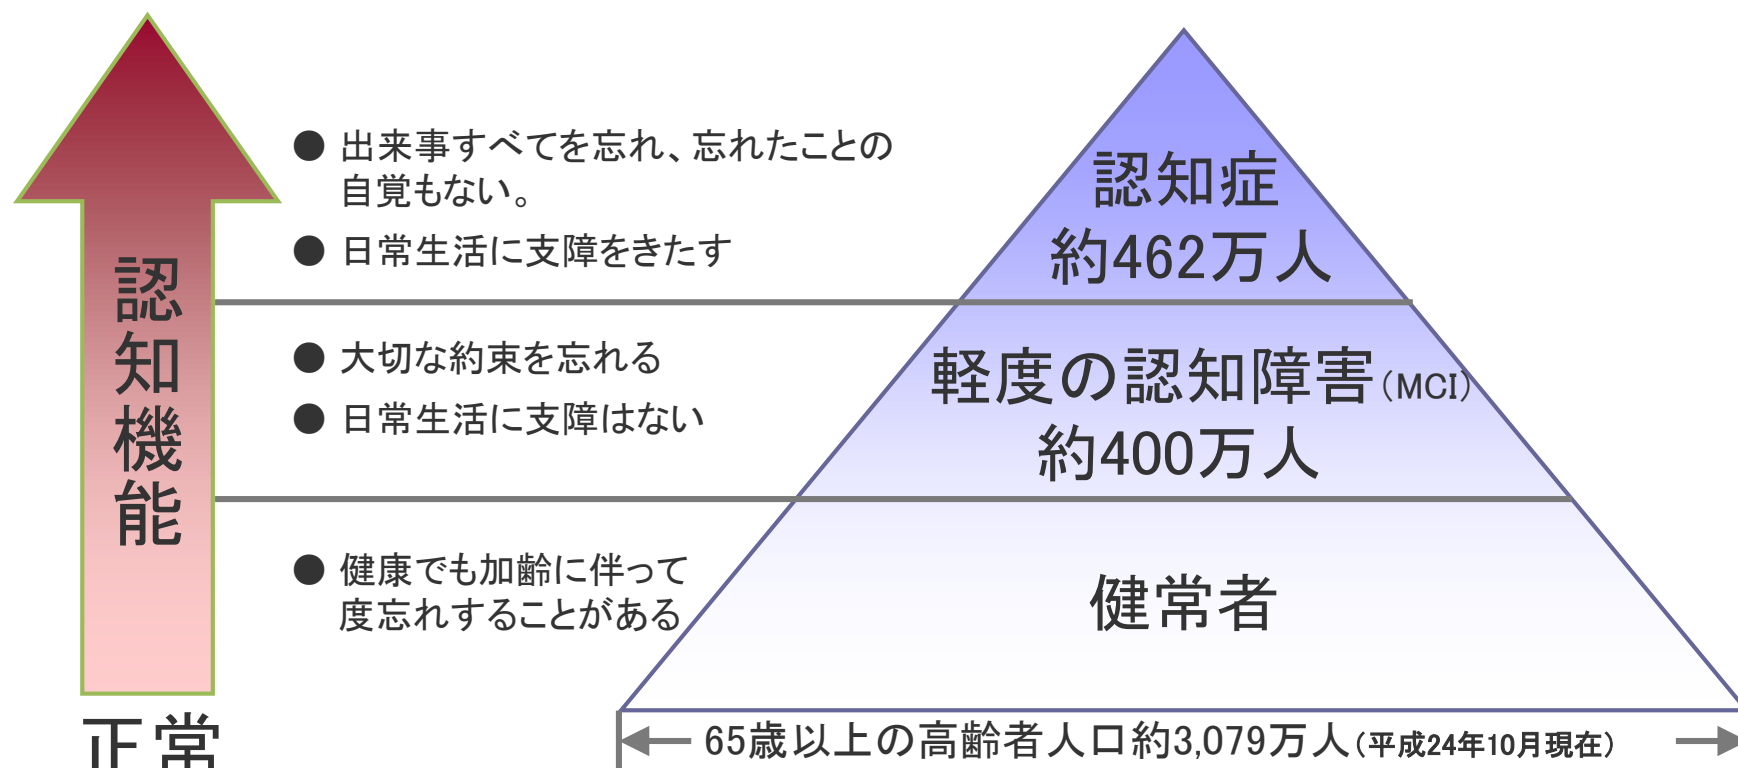 ● 出来事すべてを忘れ、忘れたことの
自覚もない。
● 日常生活に支障をきたす
認知症
約462万人
認知機能
● 大切な約束を忘れる
● 日常生活に支障はない
軽度の認知障害(MCI)
約400万人
● 健康でも加齢に伴って
度忘れすることがある
健常者
正常
65歳以上の高齢者人口約3,079万人(平成24年10月現在)